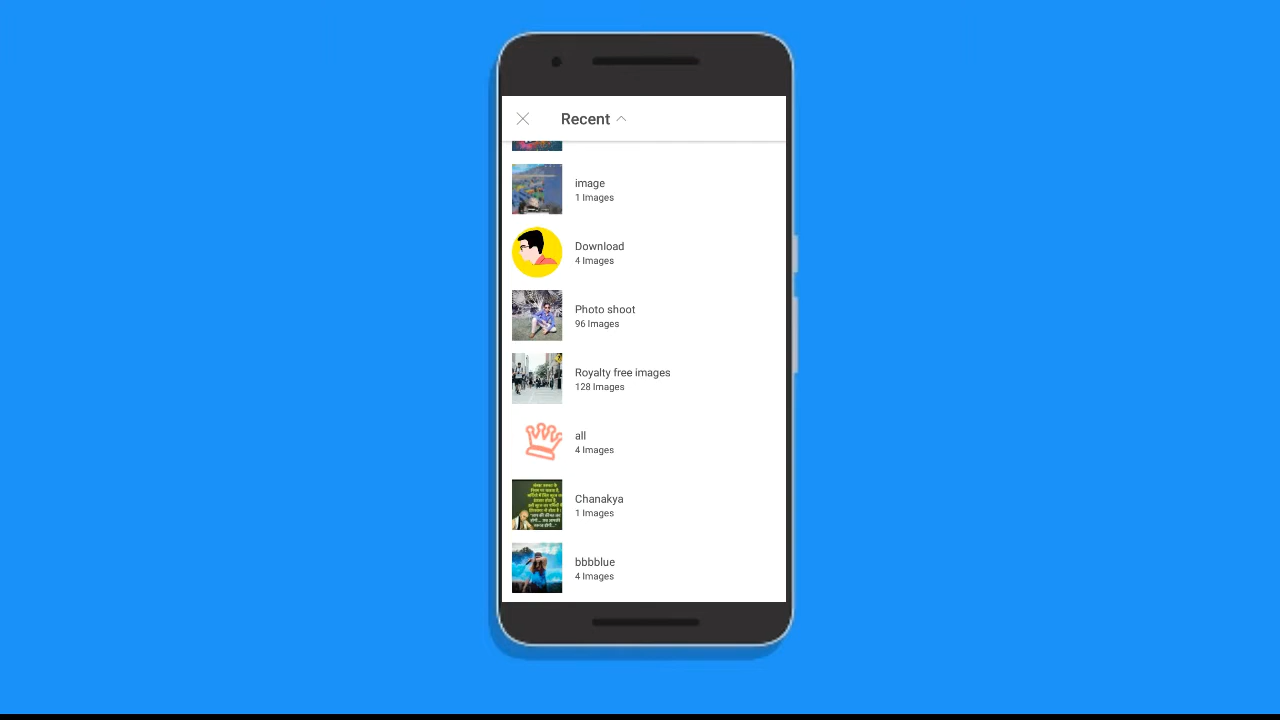 Recent
image
1 Images
Download
4 Images
Photo shoot
96 Images
Royalty free images
128 Images
all
4 Images
Chanakya
1 Images
bbbblue
4 Images